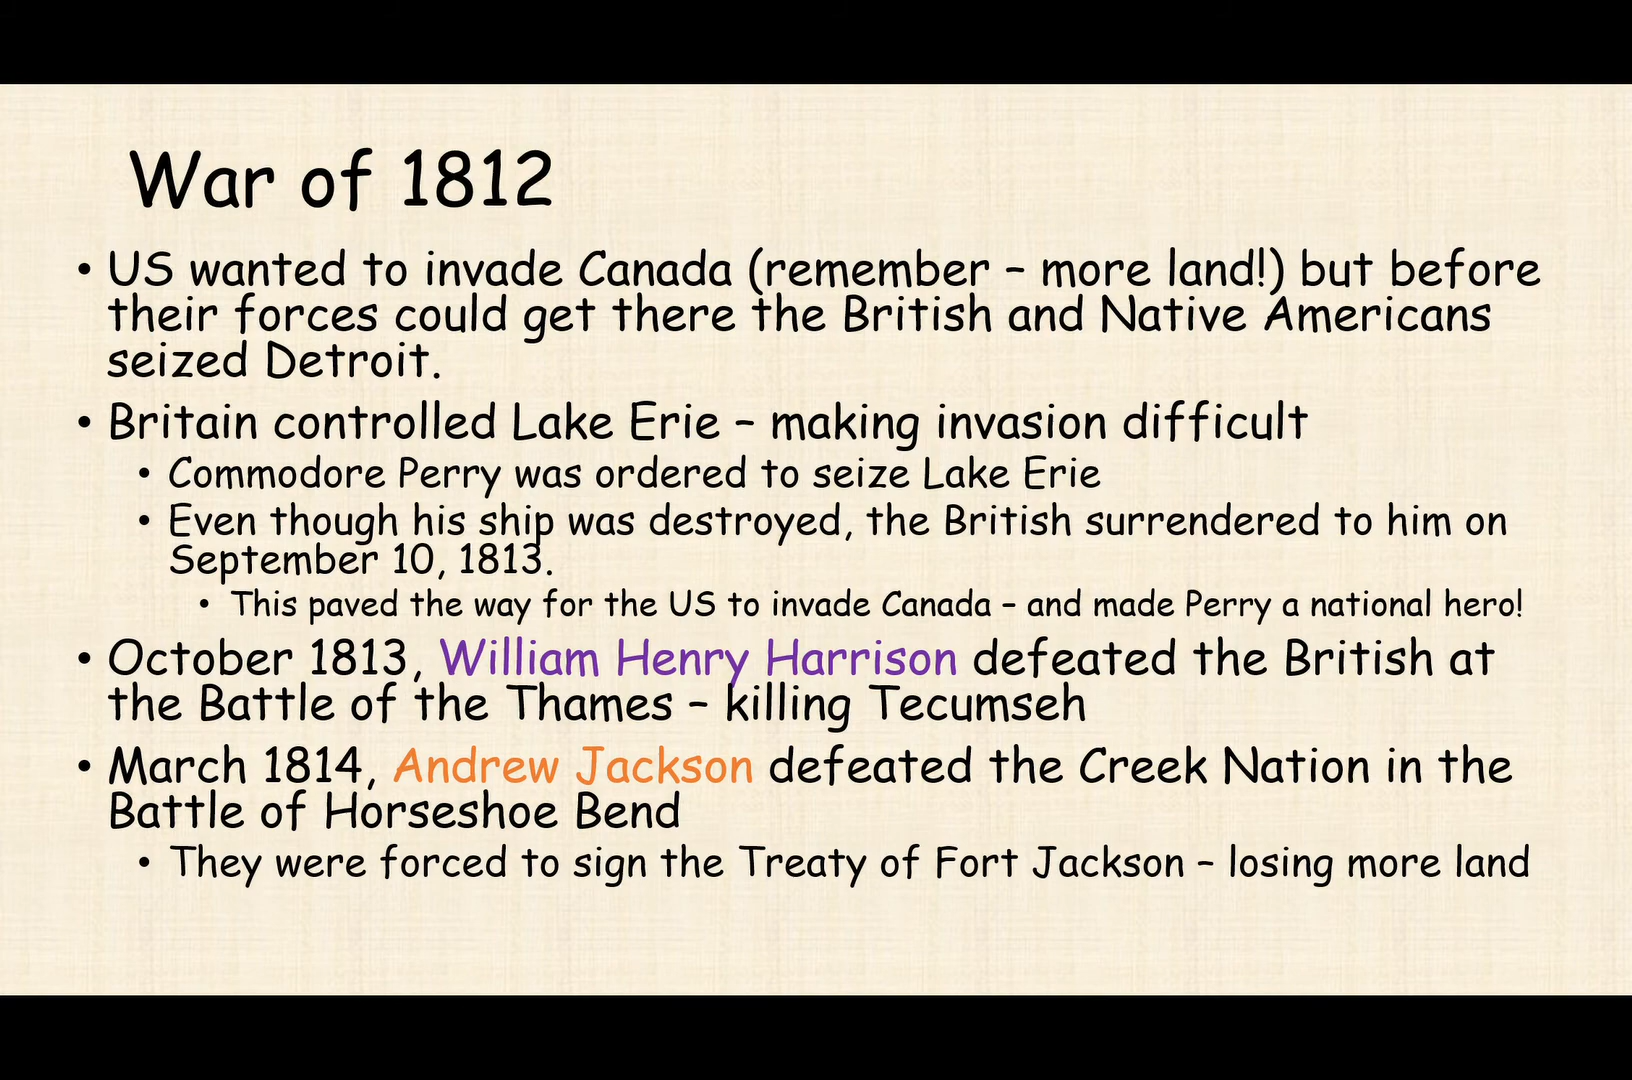 War of 1812
• US wanted to invade Canada (remember – more land!) but before
their forces could get there the British and Native Americans
seized Detroit.
• Britain controlled Lake Erie – making invasion difficult
• Commodore Perry was ordered to seize Lake Erie
• Even though his ship was destroyed, the British surrendered to him on
September 10, 1813.
• This paved the way for the US to invade Canada – and made Perry a national hero!
• October 1813, William Henry Harrison defeated the British at
the Battle of the Thames – killing Tecumseh
• March 1814, Andrew Jackson defeated the Creek Nation in the
Battle of Horseshoe Bend
• They were forced to sign the Treaty of Fort Jackson – losing more land